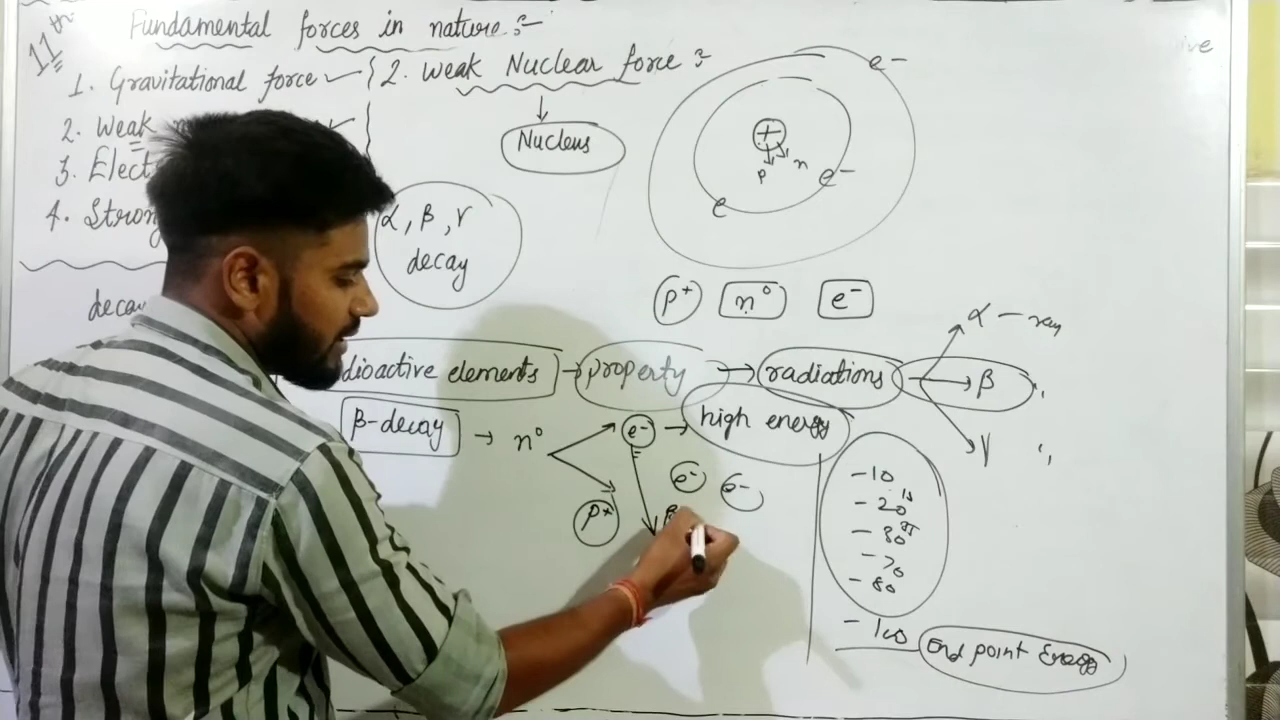 11th
Fundamental forces in nature :-
1. Gravitational force
2. Weak
3. Elect
4. Strong
decay
2. Weak Nuclear force :-
Nucleus
α, β, γ
decay
e-
+
p n
e-
e
p+ n° e-
dioactive elements → property → radiations
α - ray
β
γ
β-decay → n°
e- → high energy
p+
e- e-
β
-10
-20
-80
-70
-80
-100 End point Energy